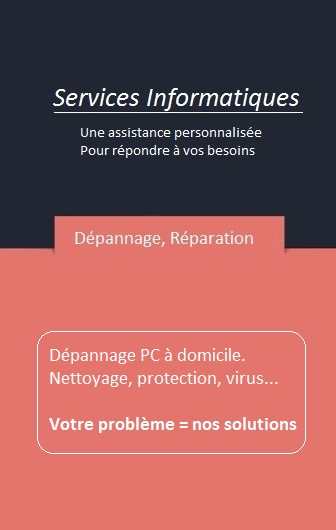 Services Informatiques
Une assistance personnalisée
Pour répondre à vos besoins
Dépannage, Réparation
Dépannage PC à domicile.
Nettoyage, protection, virus...
Votre problème = nos solutions